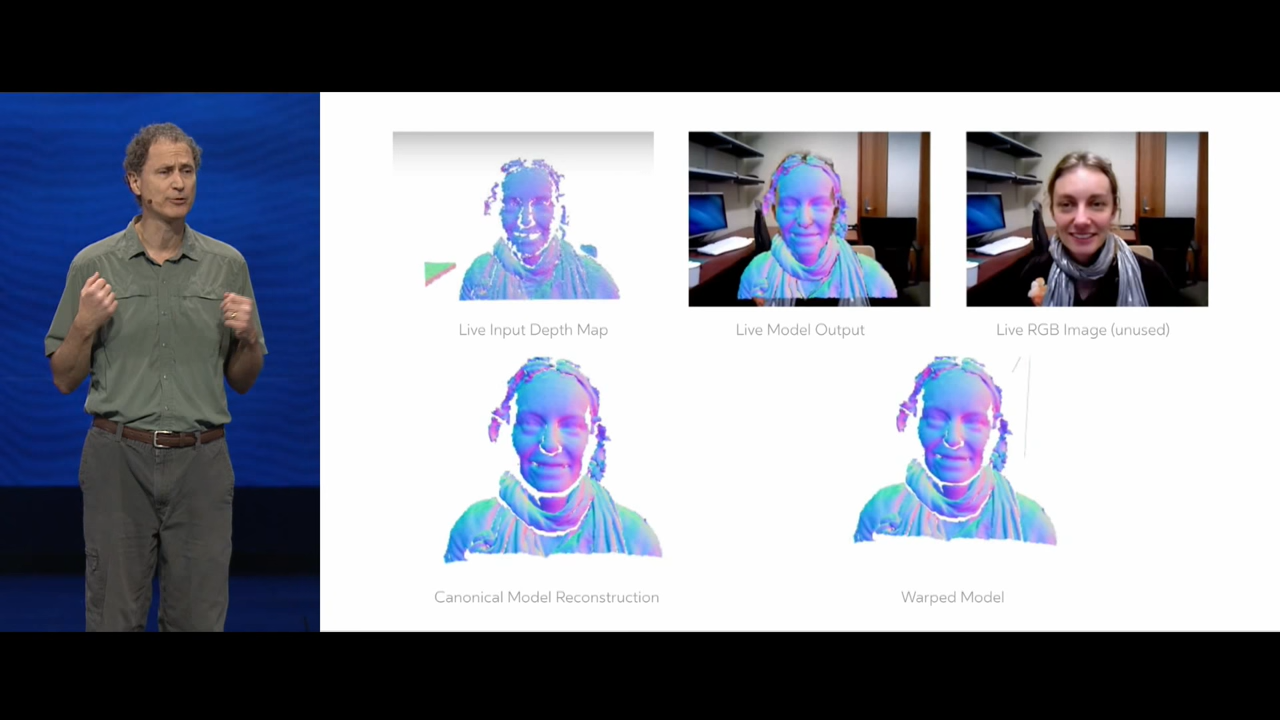 Live Input Depth Map
Live Model Output
Live RGB Image (unused)
Canonical Model Reconstruction
Warped Model